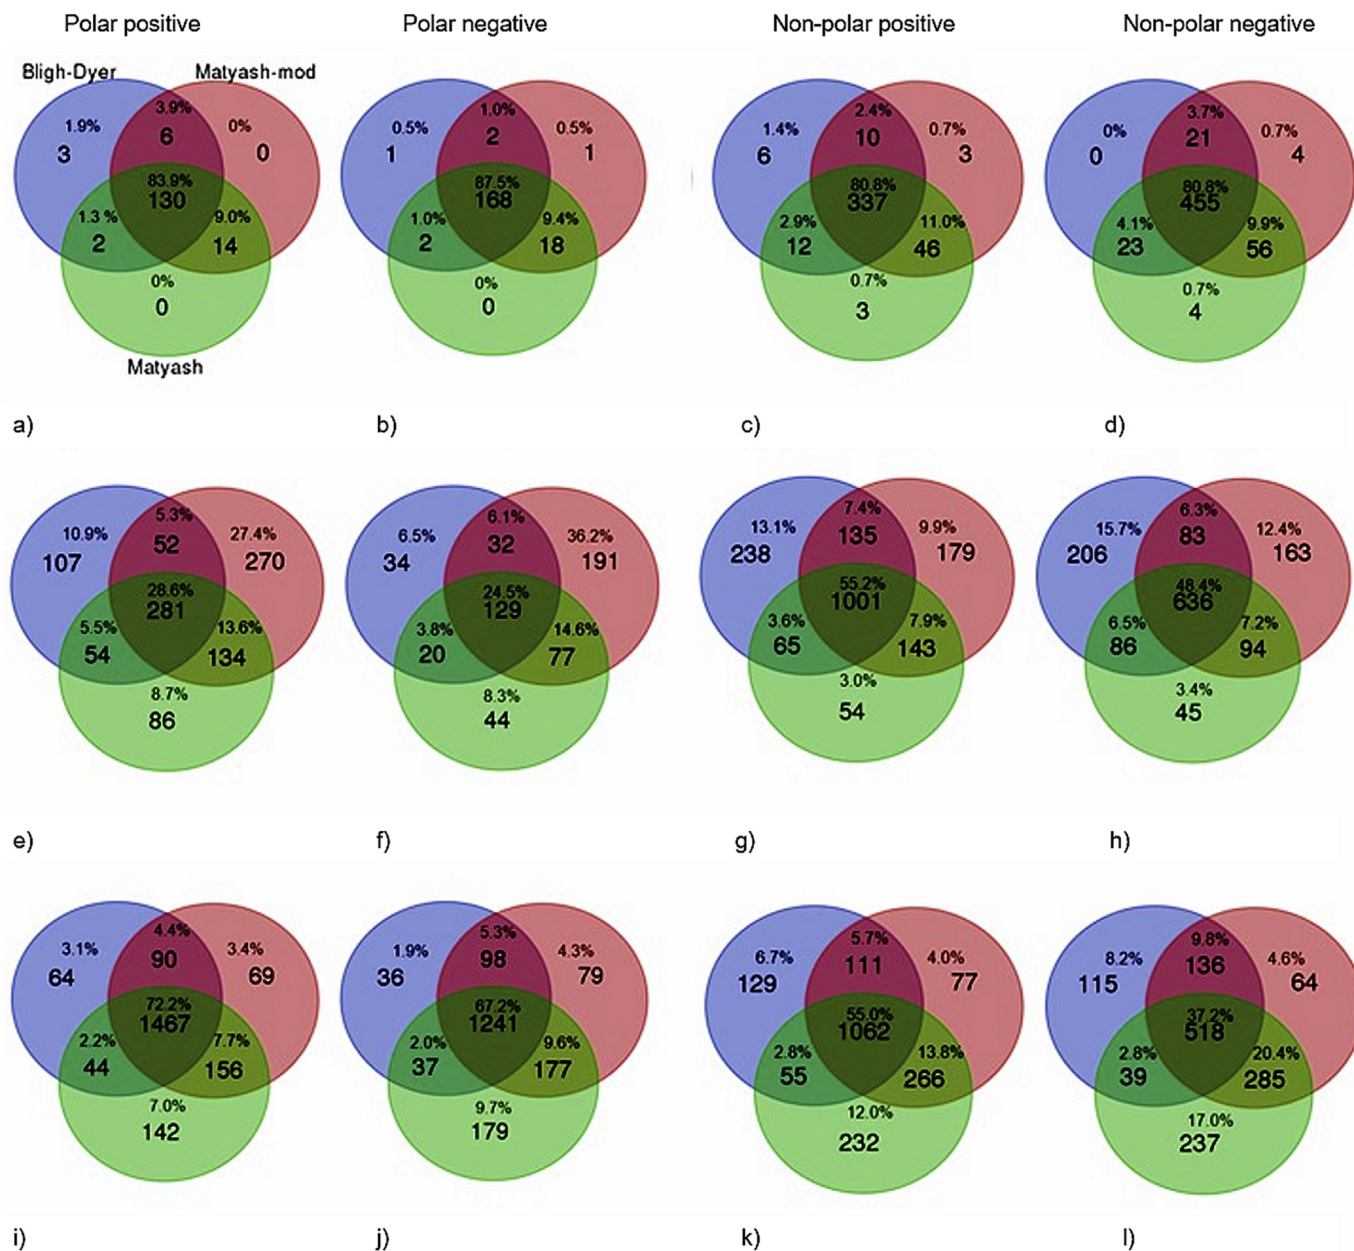 Polar positive Polar negative Non-polar positive Non-polar negative
Bligh-Dyer Matyash-mod
3.9% 1.0% 2.4% 3.7%
1.9% 6 0% 0.5% 2 0.5% 1.4% 10 0.7% 0% 21 0.7%
3 0 1 1 6 3 0 4
83.9% 87.5% 80.8% 80.8%
130 168 337 455
1.3 % 9.0% 1.0% 9.4% 2.9% 11.0% 4.1% 9.9%
2 14 2 18 12 46 23 56
0% 0% 0.7% 0.7%
0 0 3 4
Matyash
a) b) c) d)
5.3% 6.1% 7.4% 6.3%
10.9% 52 27.4% 6.5% 32 36.2% 13.1% 135 9.9% 15.7% 83 12.4%
107 270 34 191 238 179 206 163
28.6% 24.5% 55.2% 48.4%
281 129 1001 636
5.5% 13.6% 3.8% 14.6% 3.6% 7.9% 6.5% 7.2%
54 134 20 77 65 143 86 94
8.7% 8.3% 3.0% 3.4%
86 44 54 45
e) f) g) h)
4.4% 5.3% 5.7% 9.8%
3.1% 90 3.4% 1.9% 98 4.3% 6.7% 111 4.0% 8.2% 136 4.6%
64 69 36 79 129 77 115 64
72.2% 67.2% 55.0% 37.2%
1467 1241 1062 518
2.2% 7.7% 2.0% 9.6% 2.8% 13.8% 2.8% 20.4%
44 156 37 177 55 266 39 285
7.0% 9.7% 12.0% 17.0%
142 179 232 237
i) j) k) l)